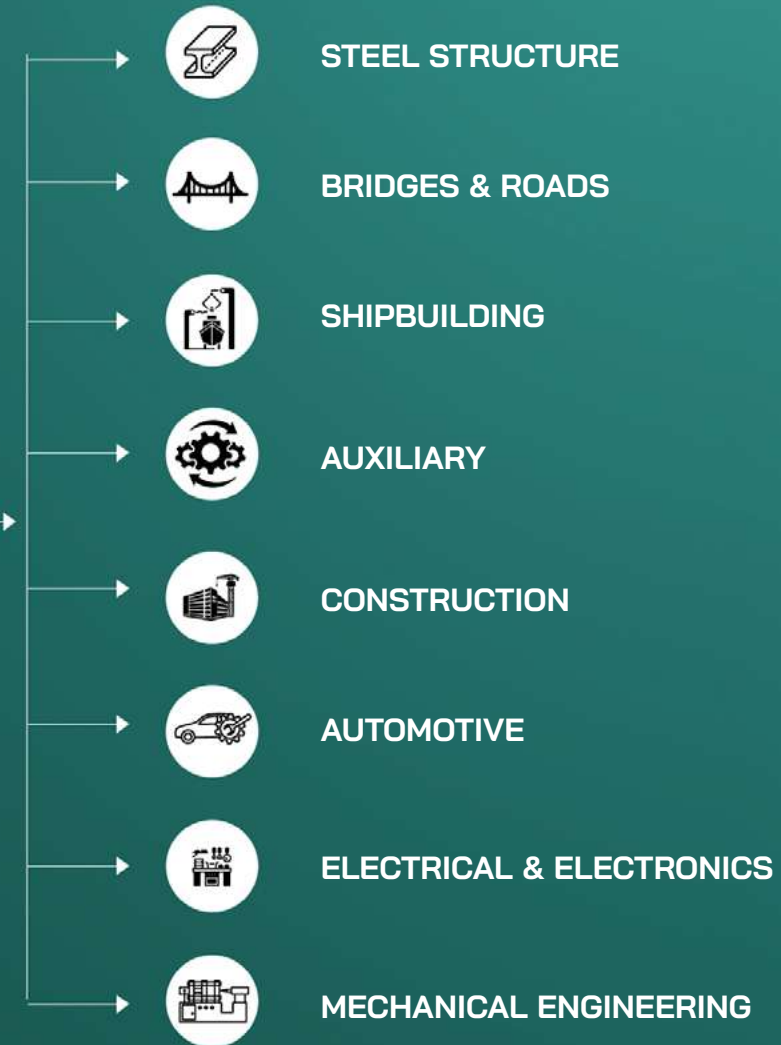 STEEL STRUCTURE
BRIDGES & ROADS
SHIPBUILDING
AUXILIARY
CONSTRUCTION
AUTOMOTIVE
ELECTRICAL & ELECTRONICS
MECHANICAL ENGINEERING